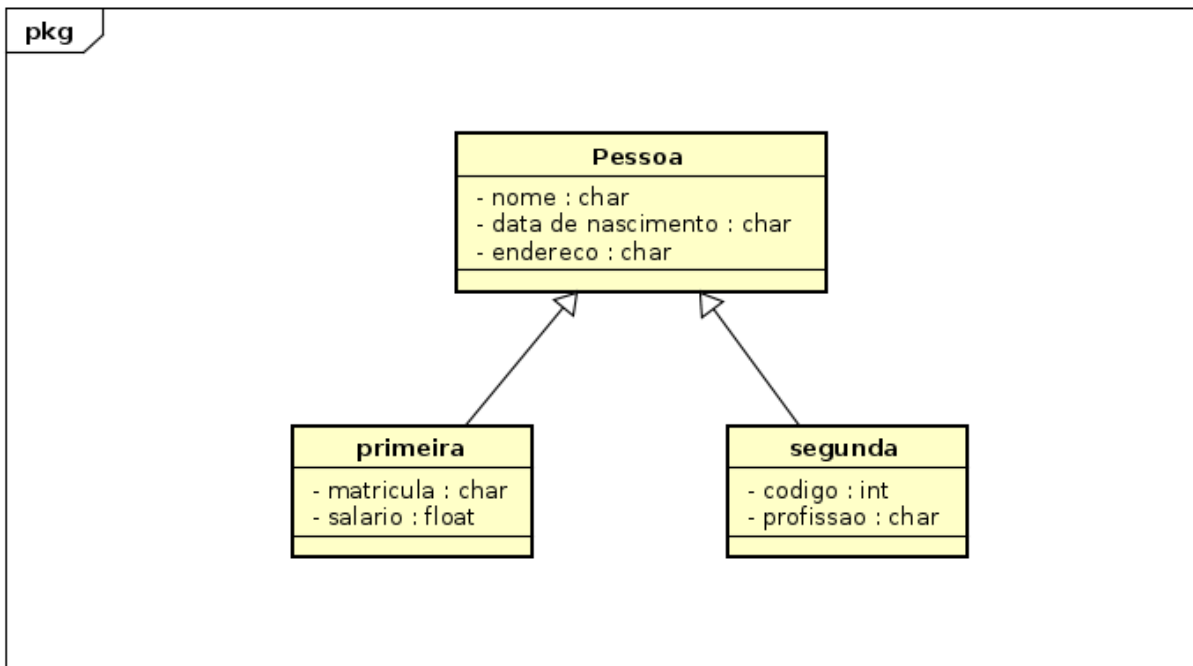 pkg
Pessoa
- nome : char
- data de nascimento : char
- endereco : char
primeira
- matricula : char
- salario : float
segunda
- codigo : int
- profissao : char